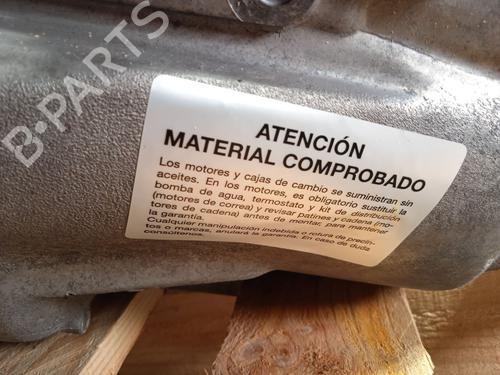 B-PARTS
ATENCIÓN
MATERIAL COMPROBADO
Los motores y cajas de cambio se suministran sin
aceites. En los motores, es obligatorio sustituir la
bomba de agua, termostato y kit de distribución
(motores de correa) y revisar patines y cadena (mo-
tores de cadena) antes de montar, para mantener
la garantía.
Cualquier manipulación indebida o rotura de precin-
tos o marcas, anulará la garantía. En caso de duda
consúltenos.